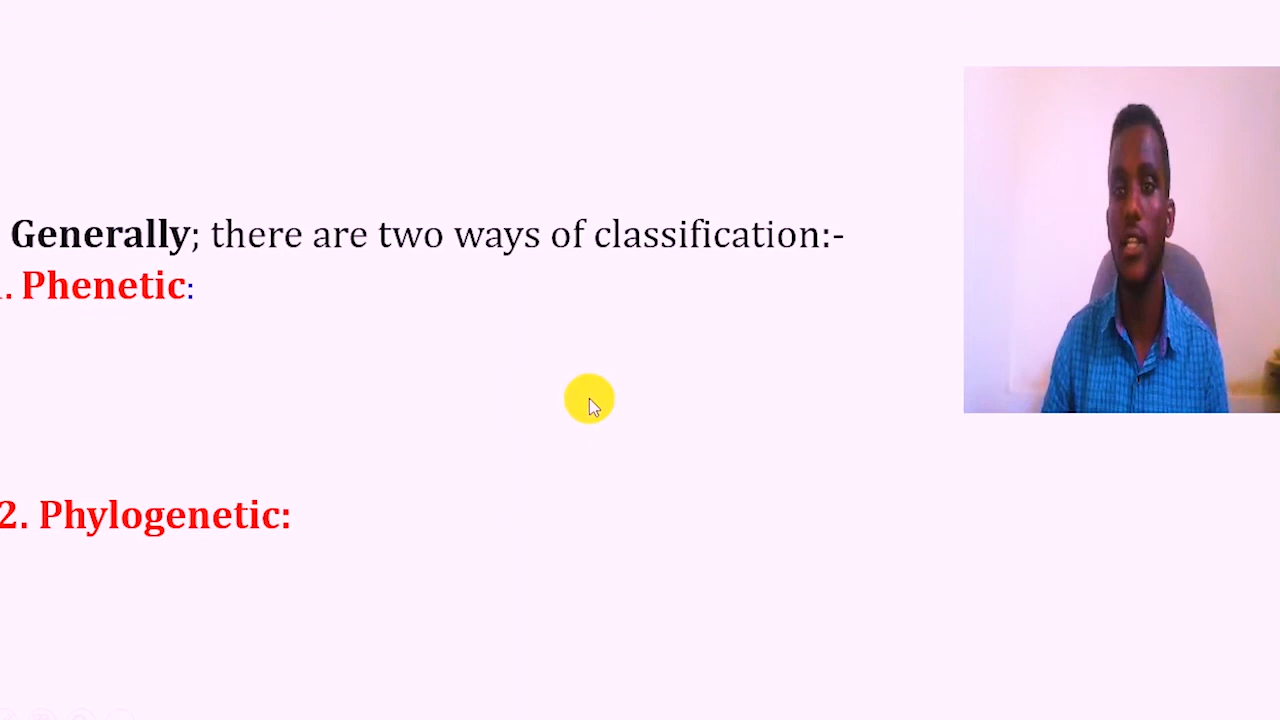 Generally; there are two ways of classification:-
. Phenetic:
2. Phylogenetic: